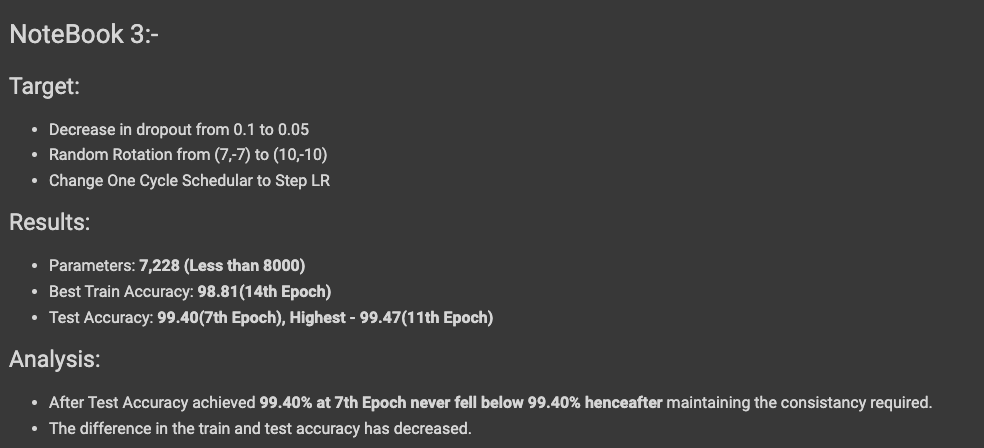 NoteBook 3:-
Target:
• Decrease in dropout from 0.1 to 0.05
• Random Rotation from (7,-7) to (10,-10)
• Change One Cycle Schedular to Step LR
Results:
• Parameters: 7,228 (Less than 8000)
• Best Train Accuracy: 98.81(14th Epoch)
• Test Accuracy: 99.40(7th Epoch), Highest - 99.47(11th Epoch)
Analysis:
• After Test Accuracy achieved 99.40% at 7th Epoch never fell below 99.40% henceafter maintaining the consistancy required.
• The difference in the train and test accuracy has decreased.